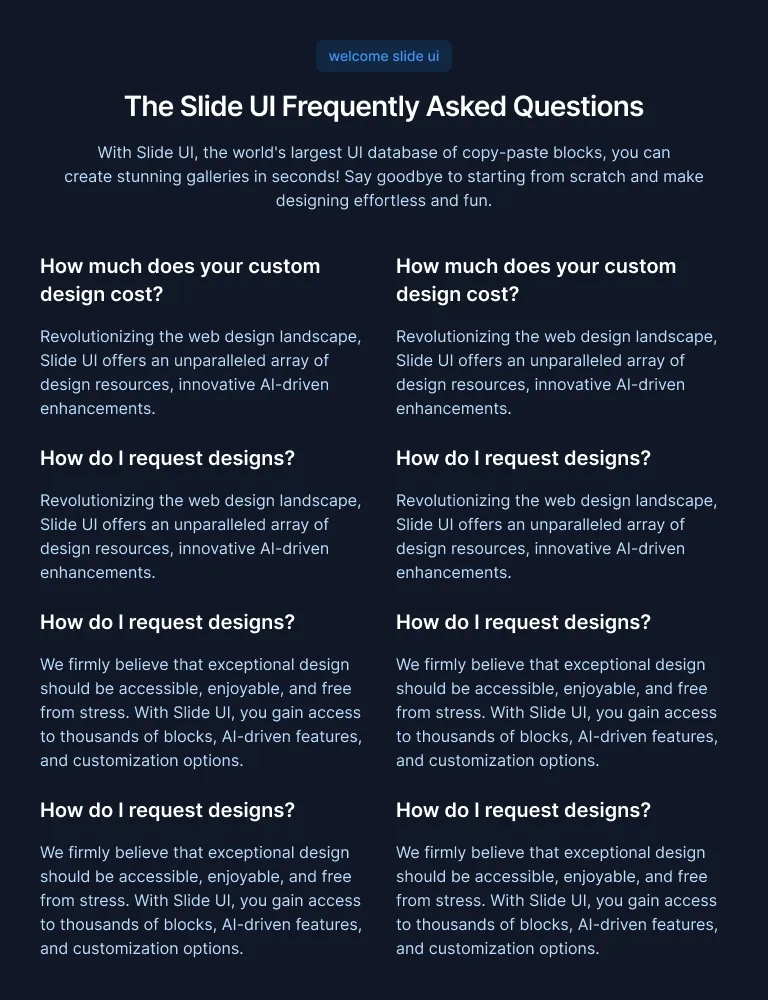 welcome slide ui
The Slide UI Frequently Asked Questions
With Slide UI, the world's largest UI database of copy-paste blocks, you can
create stunning galleries in seconds! Say goodbye to starting from scratch and make
designing effortless and fun.
How much does your custom
design cost?
Revolutionizing the web design landscape,
Slide UI offers an unparalleled array of
design resources, innovative AI-driven
enhancements.
How much does your custom
design cost?
Revolutionizing the web design landscape,
Slide UI offers an unparalleled array of
design resources, innovative AI-driven
enhancements.
How do I request designs?
Revolutionizing the web design landscape,
Slide UI offers an unparalleled array of
design resources, innovative AI-driven
enhancements.
How do I request designs?
Revolutionizing the web design landscape,
Slide UI offers an unparalleled array of
design resources, innovative AI-driven
enhancements.
How do I request designs?
We firmly believe that exceptional design
should be accessible, enjoyable, and free
from stress. With Slide UI, you gain access
to thousands of blocks, AI-driven features,
and customization options.
How do I request designs?
We firmly believe that exceptional design
should be accessible, enjoyable, and free
from stress. With Slide UI, you gain access
to thousands of blocks, AI-driven features,
and customization options.
How do I request designs?
We firmly believe that exceptional design
should be accessible, enjoyable, and free
from stress. With Slide UI, you gain access
to thousands of blocks, AI-driven features,
and customization options.
How do I request designs?
We firmly believe that exceptional design
should be accessible, enjoyable, and free
from stress. With Slide UI, you gain access
to thousands of blocks, AI-driven features,
and customization options.